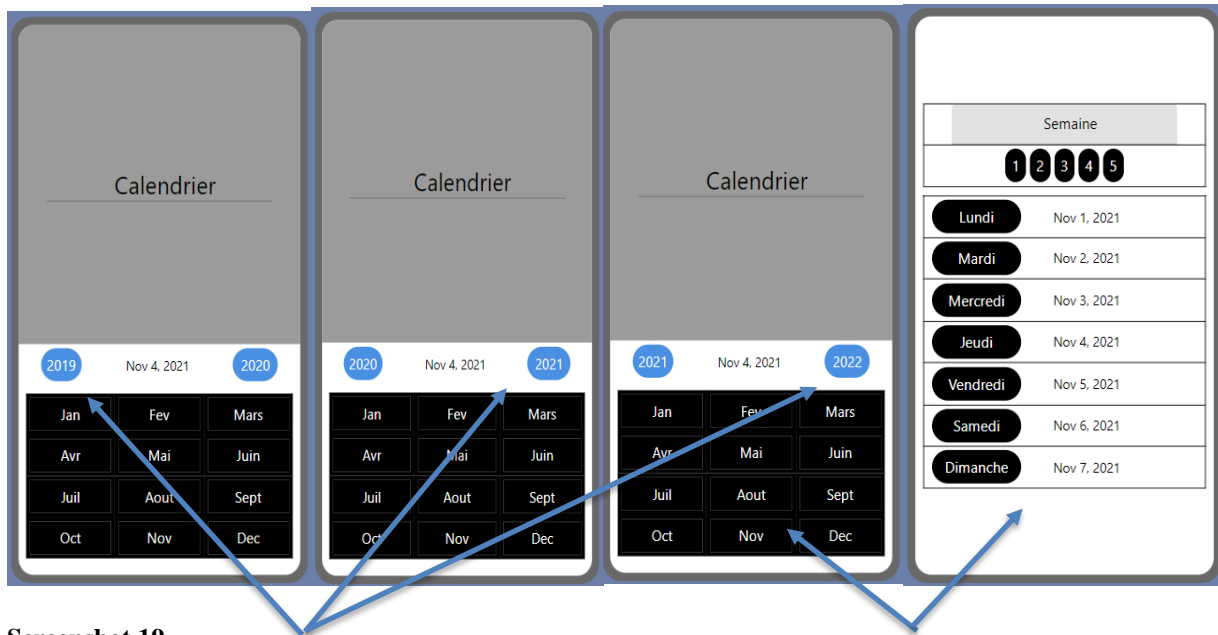 Calendrier
2019 Nov 4, 2021 2020
Jan Fev Mars
Avr Mai Juin
Juil Aout Sept
Oct Nov Dec
Calendrier
2020 Nov 4, 2021 2021
Jan Fev Mars
Avr Mai Juin
Juil Aout Sept
Oct Nov Dec
Calendrier
2021 Nov 4, 2021 2022
Jan Fev Mars
Avr Mai Juin
Juil Aout Sept
Oct Nov Dec
Semaine
1 2 3 4 5
Lundi Nov 1, 2021
Mardi Nov 2, 2021
Mercredi Nov 3, 2021
Jeudi Nov 4, 2021
Vendredi Nov 5, 2021
Samedi Nov 6, 2021
Dimanche Nov 7, 2021
Screenshot 19